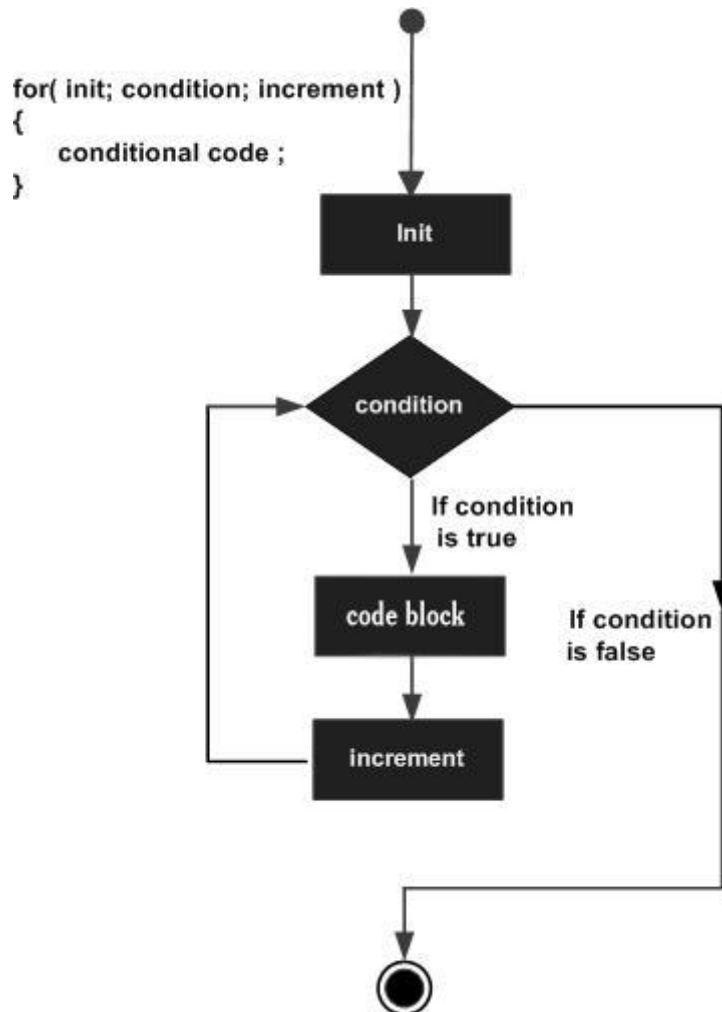 for( init; condition; increment )
{
conditional code ;
}
Init
condition
If condition
is true
code block
If condition
is false
increment